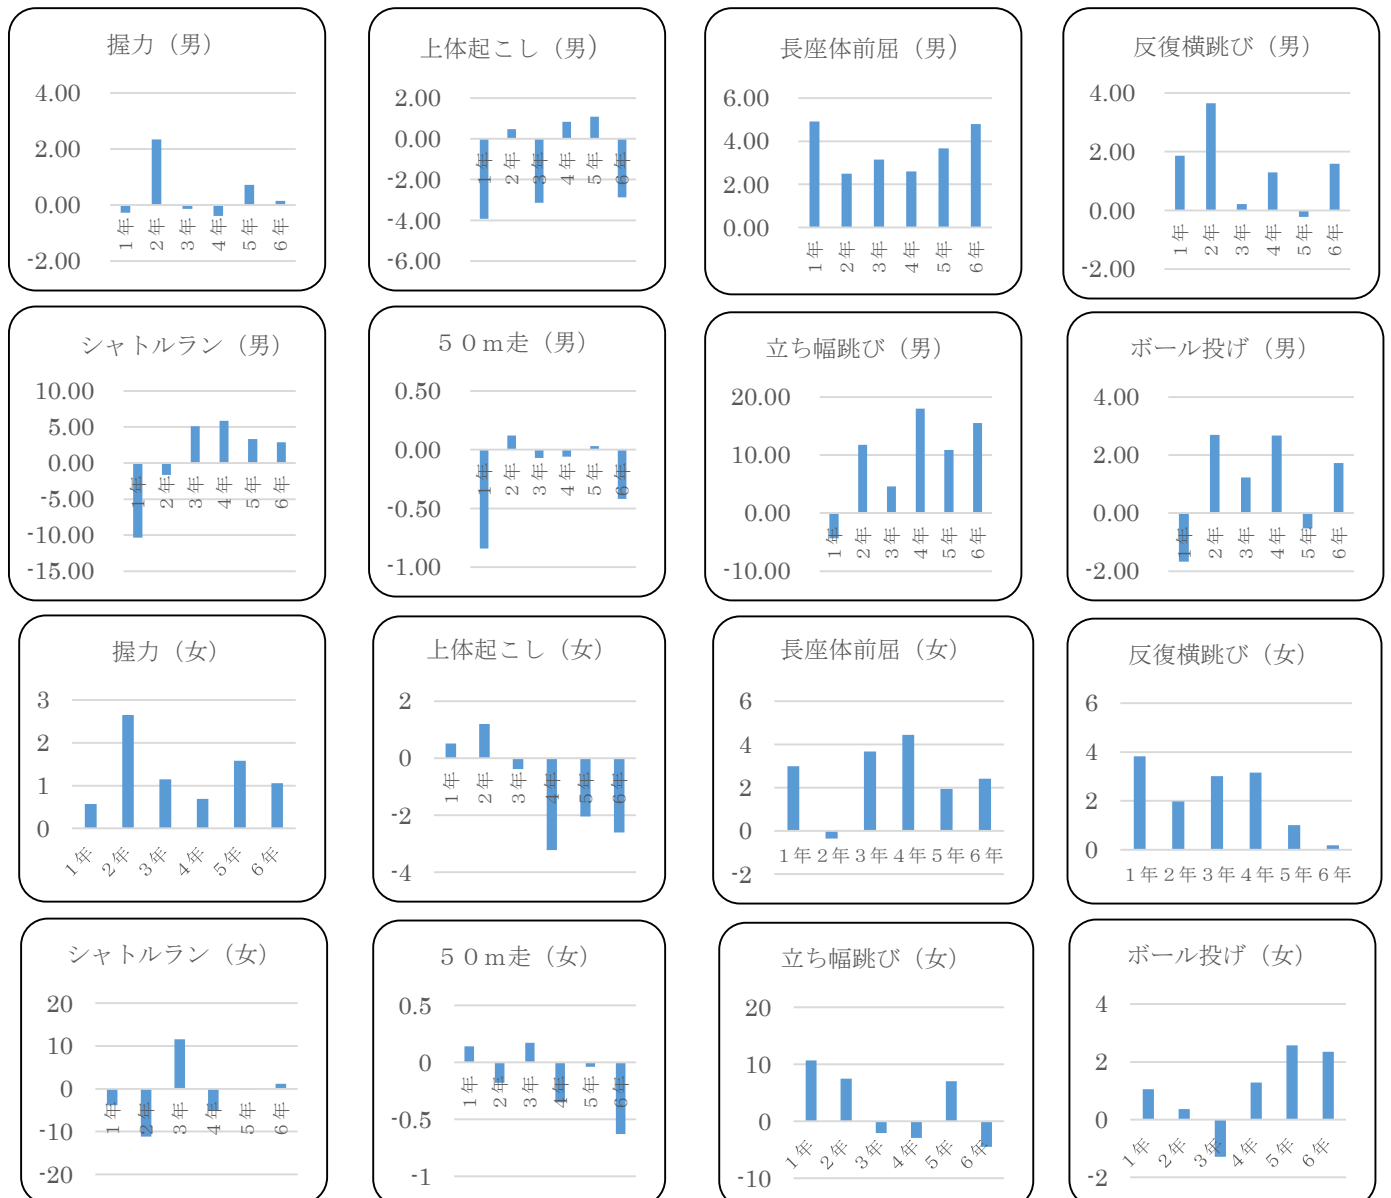 握力（男）
4.00
2.00
0.00
-2.00
1年 2年 3年 4年 5年 6年
上体起こし（男）
2.00
0.00
-2.00
-4.00
-6.00
1年 2年 3年 4年 5年 6年
長座体前屈（男）
6.00
4.00
2.00
0.00
1年 2年 3年 4年 5年 6年
反復横跳び（男）
4.00
2.00
0.00
-2.00
1年 2年 3年 4年 5年 6年
シャトルラン（男）
10.00
5.00
0.00
-5.00
-10.00
-15.00
1年 2年 3年 4年 5年 6年
５０ｍ走（男）
0.50
0.00
-0.50
-1.00
1年 2年 3年 4年 5年 6年
立ち幅跳び（男）
20.00
10.00
0.00
-10.00
1年 2年 3年 4年 5年 6年
ボール投げ（男）
4.00
2.00
0.00
-2.00
1年 2年 3年 4年 5年 6年
握力（女）
3
2
1
0
1年 2年 3年 4年 5年 6年
上体起こし（女）
2
0
-2
-4
1年 2年 3年 4年 5年 6年
長座体前屈（女）
6
4
2
0
-2
1年 2年 3年 4年 5年 6年
反復横跳び（女）
6
4
2
0
1年 2年 3年 4年 5年 6年
シャトルラン（女）
20
10
0
-10
-20
1年 2年 3年 4年 5年 6年
５０ｍ走（女）
0.5
0
-0.5
-1
1年 2年 3年 4年 5年 6年
立ち幅跳び（女）
20
10
0
-10
1年 2年 3年 4年 5年 6年
ボール投げ（女）
4
2
0
-2
1年 2年 3年 4年 5年 6年